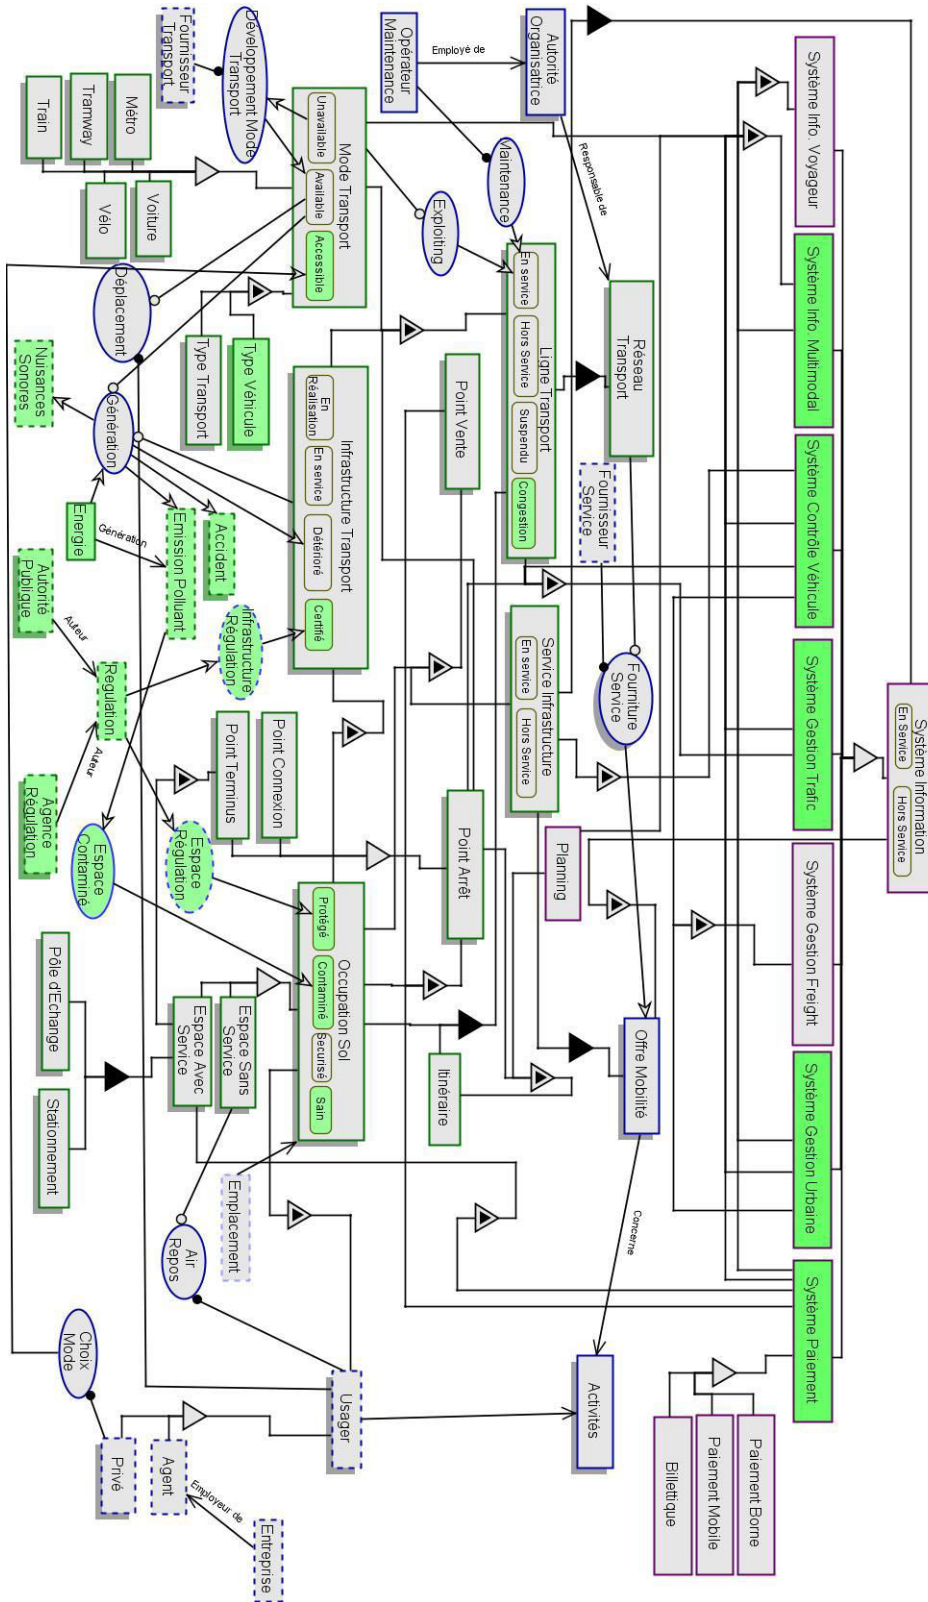 Système Information
En Service
Hors Service
Système Info. Voyageur
Système Info. Multimodal
Système Contrôle Véhicule
Système Gestion Trafic
Système Gestion Freight
Système Gestion Urbaine
Système Paiement
Paiement Borne
Paiement Mobile
Billettique
Autorité
Organisatrice
Employé de
Opérateur
Maintenance
Responsable de
Réseau
Transport
Fournisseur
Service
Fourniture
Service
Planning
Offre Mobilité
Concerne
Activités
Maintenance
Exploiting
Ligne Transport
En service
Hors Service
Suspendu
Congestion
Service Infrastructure
En service
Hors Service
Point Vente
Point Arrêt
Itinéraire
Développement Mode
Transport
Fournisseur
Transport
Mode Transport
Unavailable
Available
Accessible
Infrastructure Transport
En
Réalisation
En service
Détérioré
Certifié
Occupation Sol
Protégé
Contaminé
Sécurisé
Sain
Usager
Métro
Tramway
Train
Voiture
Vélo
Type Véhicule
Type Transport
Infrastructure
Régulation
Point Connexion
Point Terminus
Espace Sans
Service
Espace Avec
Service
Emplacement
Air
Repos
Déplacement
Génération
Nuisances
Sonores
Accident
Emission Polluant
Génération
Energie
Espace
Régulation
Regulation
Auteur
Autorité
Publique
Auteur
Agence
Régulation
Espace
Contaminé
Pôle d'Echange
Stationnement
Choix
Mode
Privé
Agent
Employeur de
Entreprise